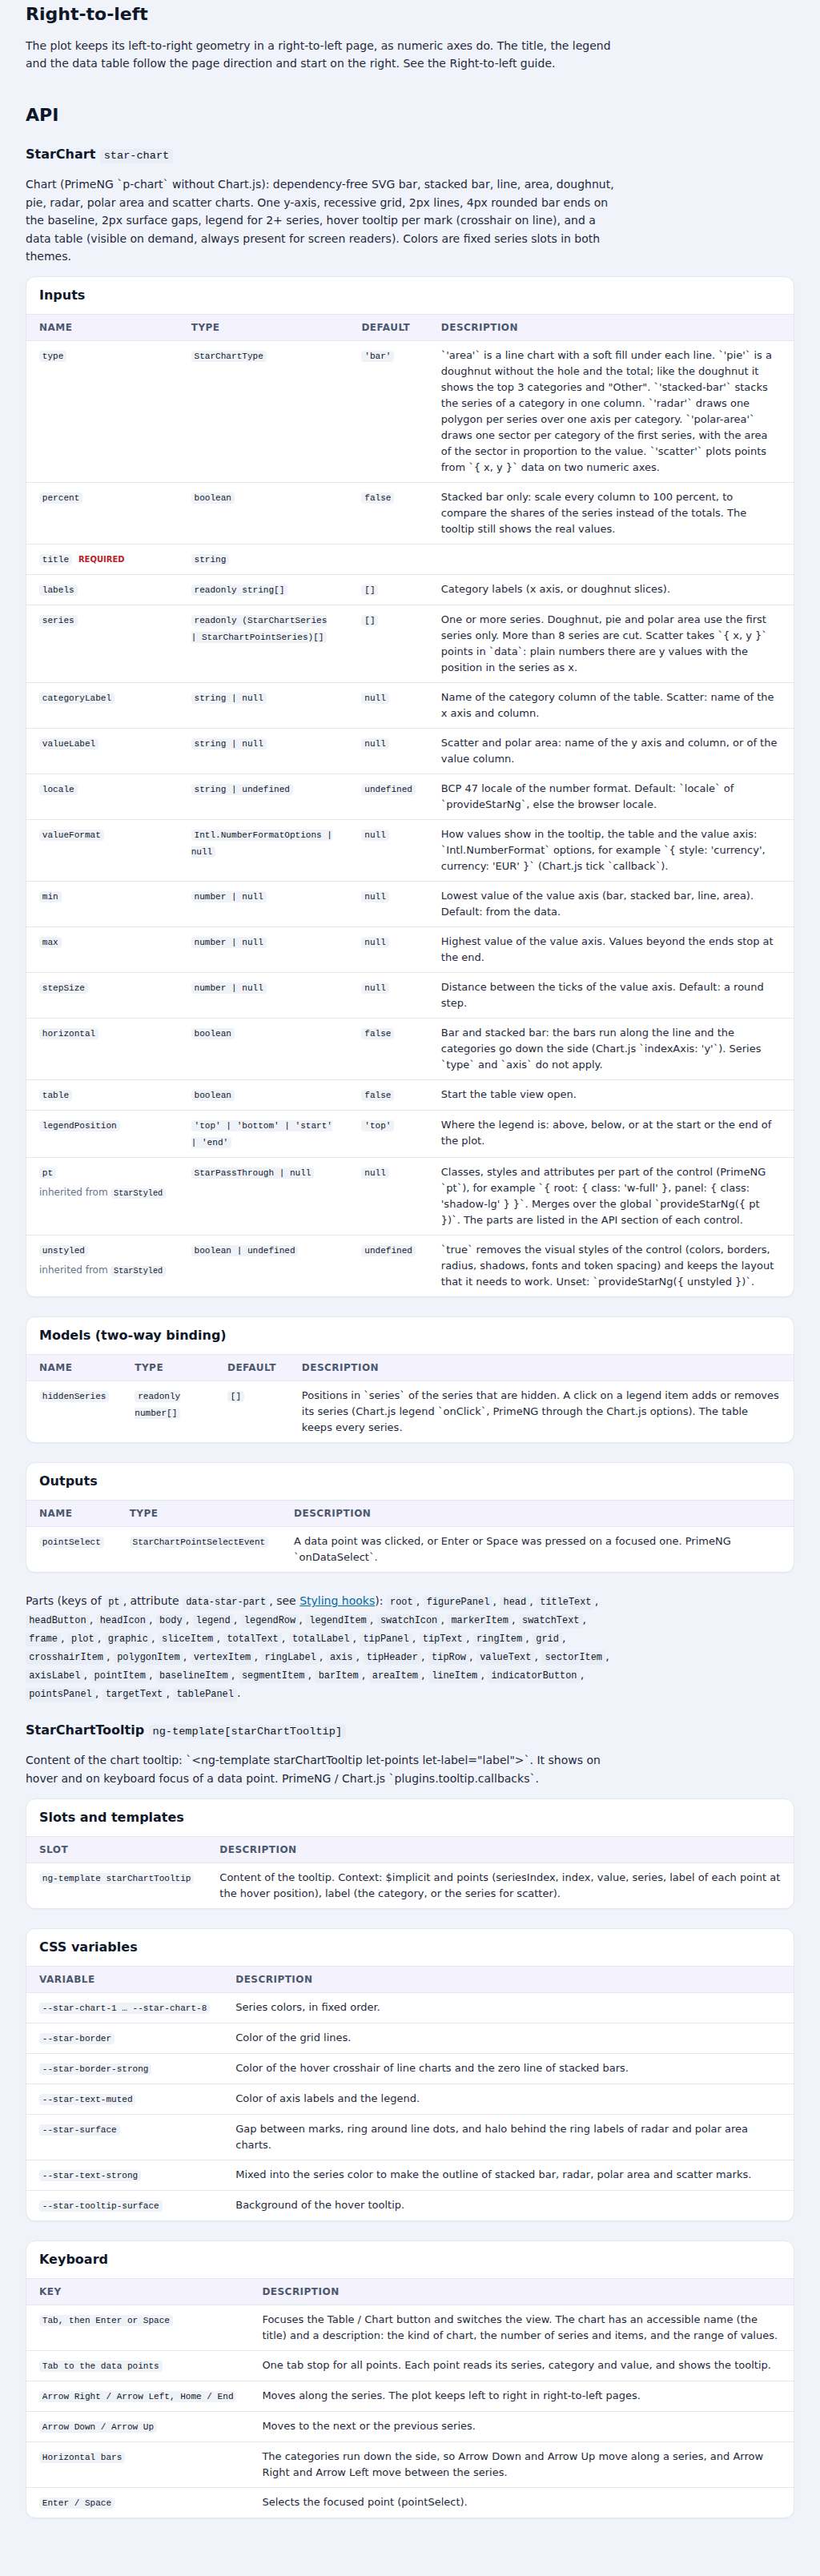 Right-to-left
The plot keeps its left-to-right geometry in a right-to-left page, as numeric axes do. The title, the legend
and the data table follow the page direction and start on the right. See the Right-to-left guide.
API
StarChart star-chart
Chart (PrimeNG `p-chart` without Chart.js): dependency-free SVG bar, stacked bar, line, area, doughnut,
pie, radar, polar area and scatter charts. One y-axis, recessive grid, 2px lines, 4px rounded bar ends on
the baseline, 2px surface gaps, legend for 2+ series, hover tooltip per mark (crosshair on line), and a
data table (visible on demand, always present for screen readers). Colors are fixed series slots in both
themes.
Inputs
NAME TYPE DEFAULT DESCRIPTION
type StarChartType 'bar' `'area'` is a line chart with a soft fill under each line. `'pie'` is a
doughnut without the hole and the total; like the doughnut it
shows the top 3 categories and "Other". `'stacked-bar'` stacks
the series of a category in one column. `'radar'` draws one
polygon per series over one axis per category. `'polar-area'`
draws one sector per category of the first series, with the area
of the sector in proportion to the value. `'scatter'` plots points
from `{ x, y }` data on two numeric axes.
percent boolean false Stacked bar only: scale every column to 100 percent, to
compare the shares of the series instead of the totals. The
tooltip still shows the real values.
title REQUIRED string
labels readonly string[] [] Category labels (x axis, or doughnut slices).
series readonly (StarChartSeries [] One or more series. Doughnut, pie and polar area use the first
| StarChartPointSeries)[] series only. More than 8 series are cut. Scatter takes `{ x, y }`
points in `data`: plain numbers there are y values with the
position in the series as x.
categoryLabel string | null null Name of the category column of the table. Scatter: name of the
x axis and column.
valueLabel string | null null Scatter and polar area: name of the y axis and column, or of the
value column.
locale string | undefined undefined BCP 47 locale of the number format. Default: `locale` of
`provideStarNg`, else the browser locale.
valueFormat Intl.NumberFormatOptions | null How values show in the tooltip, the table and the value axis:
null `Intl.NumberFormat` options, for example `{ style: 'currency',
currency: 'EUR' }` (Chart.js tick `callback`).
min number | null null Lowest value of the value axis (bar, stacked bar, line, area).
Default: from the data.
max number | null null Highest value of the value axis. Values beyond the ends stop at
the end.
stepSize number | null null Distance between the ticks of the value axis. Default: a round
step.
horizontal boolean false Bar and stacked bar: the bars run along the line and the
categories go down the side (Chart.js `indexAxis: 'y'`). Series
`type` and `axis` do not apply.
table boolean false Start the table view open.
legendPosition 'top' | 'bottom' | 'start' 'top' Where the legend is: above, below, or at the start or the end of
| 'end' the plot.
pt StarPassThrough | null null Classes, styles and attributes per part of the control (PrimeNG
inherited from StarStyled `pt`), for example `{ root: { class: 'w-full' }, panel: { class:
'shadow-lg' } }`. Merges over the global `provideStarNg({ pt
})`. The parts are listed in the API section of each control.
unstyled boolean | undefined undefined `true` removes the visual styles of the control (colors, borders,
inherited from StarStyled radius, shadows, fonts and token spacing) and keeps the layout
that it needs to work. Unset: `provideStarNg({ unstyled })`.
Models (two-way binding)
NAME TYPE DEFAULT DESCRIPTION
hiddenSeries readonly [] Positions in `series` of the series that are hidden. A click on a legend item adds or removes
number[] its series (Chart.js legend `onClick`, PrimeNG through the Chart.js options). The table
keeps every series.
Outputs
NAME TYPE DESCRIPTION
pointSelect StarChartPointSelectEvent A data point was clicked, or Enter or Space was pressed on a focused one. PrimeNG
`onDataSelect`.
Parts (keys of pt , attribute data-star-part , see Styling hooks): root , figurePanel , head , titleText ,
headButton , headIcon , body , legend , legendRow , legendItem , swatchIcon , markerItem , swatchText ,
frame , plot , graphic , sliceItem , totalText , totalLabel , tipPanel , tipText , ringItem , grid ,
crosshairItem , polygonItem , vertexItem , ringLabel , axis , tipHeader , tipRow , valueText , sectorItem ,
axisLabel , pointItem , baselineItem , segmentItem , barItem , areaItem , lineItem , indicatorButton ,
pointsPanel , targetText , tablePanel .
StarChartTooltip ng-template[starChartTooltip]
Content of the chart tooltip: `<ng-template starChartTooltip let-points let-label="label">`. It shows on
hover and on keyboard focus of a data point. PrimeNG / Chart.js `plugins.tooltip.callbacks`.
Slots and templates
SLOT DESCRIPTION
ng-template starChartTooltip Content of the tooltip. Context: $implicit and points (seriesIndex, index, value, series, label of each point at
the hover position), label (the category, or the series for scatter).
CSS variables
VARIABLE DESCRIPTION
--star-chart-1 … --star-chart-8 Series colors, in fixed order.
--star-border Color of the grid lines.
--star-border-strong Color of the hover crosshair of line charts and the zero line of stacked bars.
--star-text-muted Color of axis labels and the legend.
--star-surface Gap between marks, ring around line dots, and halo behind the ring labels of radar and polar area
charts.
--star-text-strong Mixed into the series color to make the outline of stacked bar, radar, polar area and scatter marks.
--star-tooltip-surface Background of the hover tooltip.
Keyboard
KEY DESCRIPTION
Tab, then Enter or Space Focuses the Table / Chart button and switches the view. The chart has an accessible name (the
title) and a description: the kind of chart, the number of series and items, and the range of values.
Tab to the data points One tab stop for all points. Each point reads its series, category and value, and shows the tooltip.
Arrow Right / Arrow Left, Home / End Moves along the series. The plot keeps left to right in right-to-left pages.
Arrow Down / Arrow Up Moves to the next or the previous series.
Horizontal bars The categories run down the side, so Arrow Down and Arrow Up move along a series, and Arrow
Right and Arrow Left move between the series.
Enter / Space Selects the focused point (pointSelect).